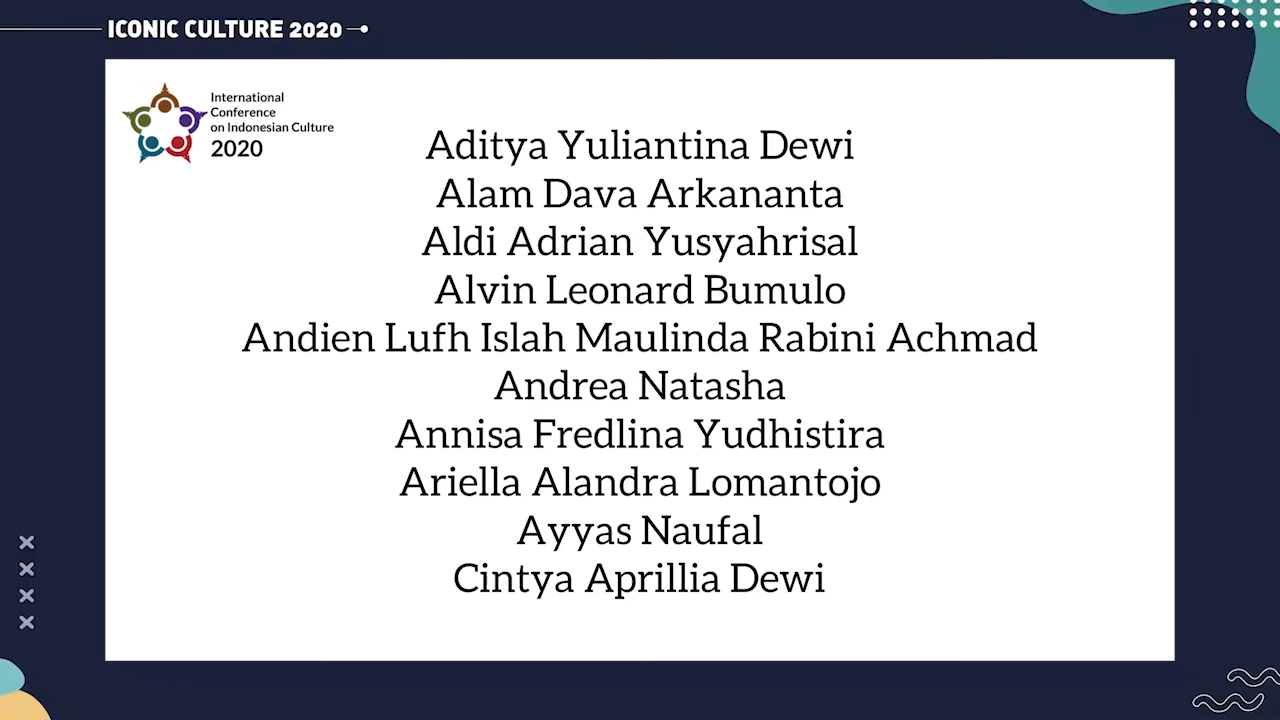 ICONIC CULTURE 2020
International
Conference
on Indonesian Culture
2020
Aditya Yuliantina Dewi
Alam Dava Arkananta
Aldi Adrian Yusyahrisal
Alvin Leonard Bumulo
Andien Lufh Islah Maulinda Rabini Achmad
Andrea Natasha
Annisa Fredlina Yudhistira
Ariella Alandra Lomantojo
Ayyas Naufal
Cintya Aprillia Dewi